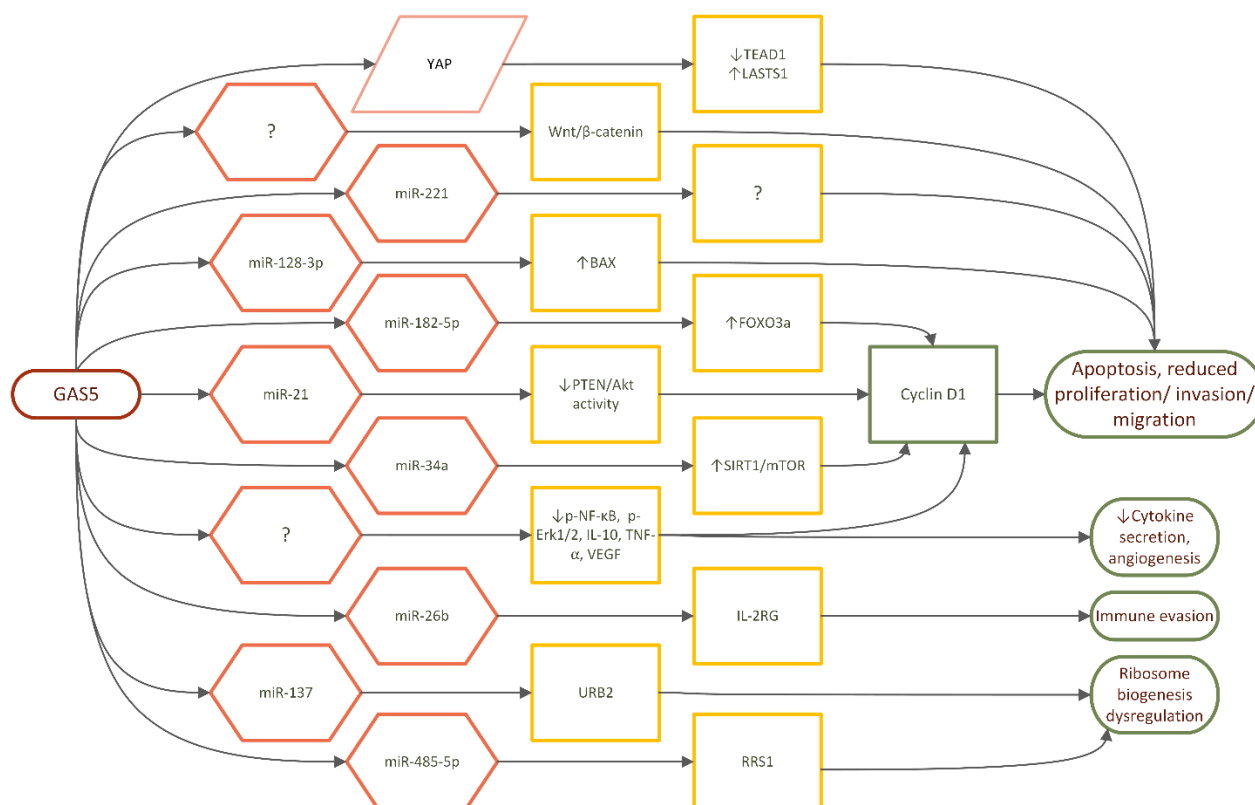 YAP
↓TEAD1
↑LASTS1
?
Wnt/β-catenin
miR-221
?
miR-128-3p
↑BAX
miR-182-5p
↑FOXO3a
GAS5
miR-21
↓PTEN/Akt
activity
Cyclin D1
Apoptosis, reduced
proliferation/ invasion/
migration
miR-34a
↑SIRT1/mTOR
?
↓p-NF-κB, p-
Erk1/2, IL-10, TNF-
α, VEGF
↓Cytokine
secretion,
angiogenesis
miR-26b
IL-2RG
Immune evasion
miR-137
URB2
Ribosome
biogenesis
dysregulation
miR-485-5p
RRS1